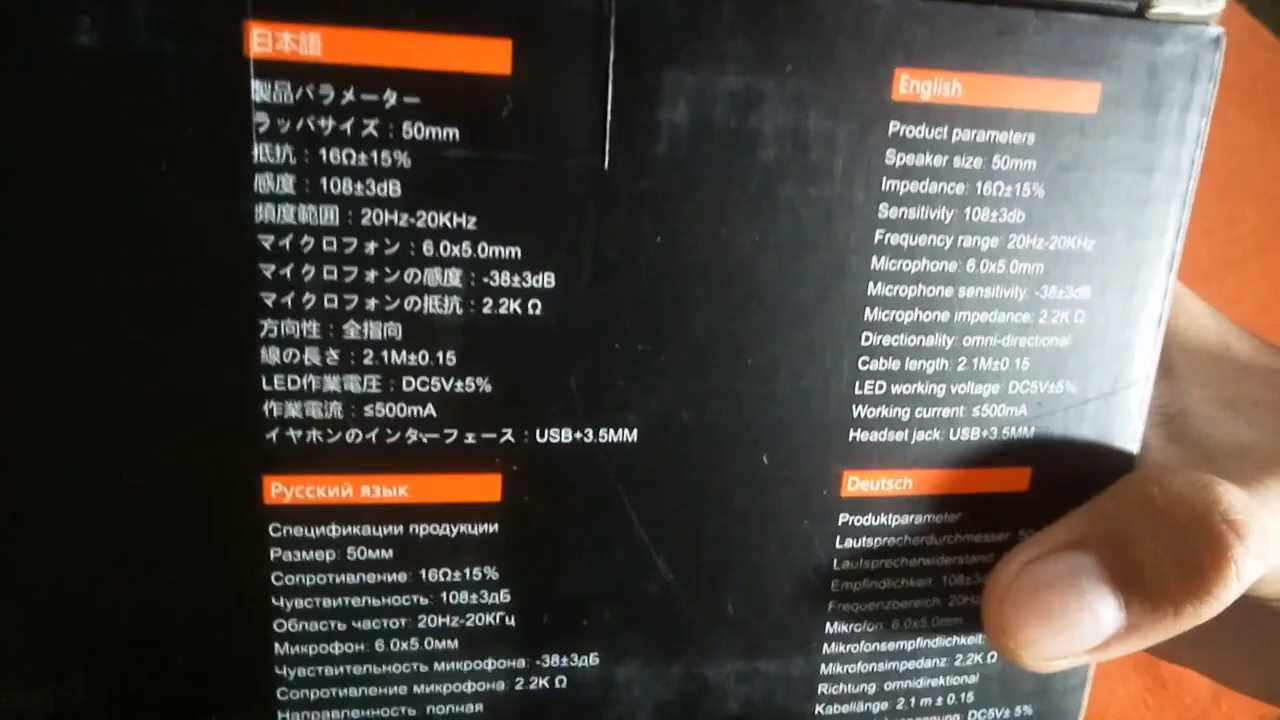 日本語
製品パラメーター
ラッパサイズ：50mm
抵抗：16Ω±15%
感度：108±3dB
頻度範囲：20Hz-20KHz
マイクロフォン：6.0x5.0mm
マイクロフォンの感度：-38±3dB
マイクロフォンの抵抗：2.2K Ω
方向性：全指向
線の長さ：2.1M±0.15
LED作業電圧：DC5V±5%
作業電流：≤500mA
イヤホンのインターフェース：USB+3.5MM
English
Product parameters
Speaker size: 50mm
Impedance: 16Ω±15%
Sensitivity: 108±3db
Frequency range: 20Hz-20KHz
Microphone: 6.0x5.0mm
Microphone sensitivity: -38±3dB
Microphone impedance: 2.2K Ω
Directionality: omni-directional
Cable length: 2.1M±0.15
LED working voltage: DC5V±5%
Working current: ≤500mA
Headset jack: USB+3.5MM
Русский язык
Спецификации продукции
Размер: 50мм
Сопротивление: 16Ω±15%
Чувствительность: 108±3дБ
Область частот: 20Hz-20КГц
Микрофон: 6.0x5.0мм
Чувствительность микрофона: -38±3дБ
Сопротивление микрофона: 2.2K Ω
Направленность: полная
Deutsch
Produktparameter
Lautsprecherdurchmesser:
Lautsprecherwiderstand
Empfindlichkeit: 108±3
Frequenzbereich: 20Hz
Mikrofon: 6.0x5.0mm
Mikrofonsempfindlichkeit:
Mikrofonsimpedanz: 2.2K Ω
Richtung: omnidirektional
Kabellänge: 2.1 m ± 0.15
DC5V± 5%